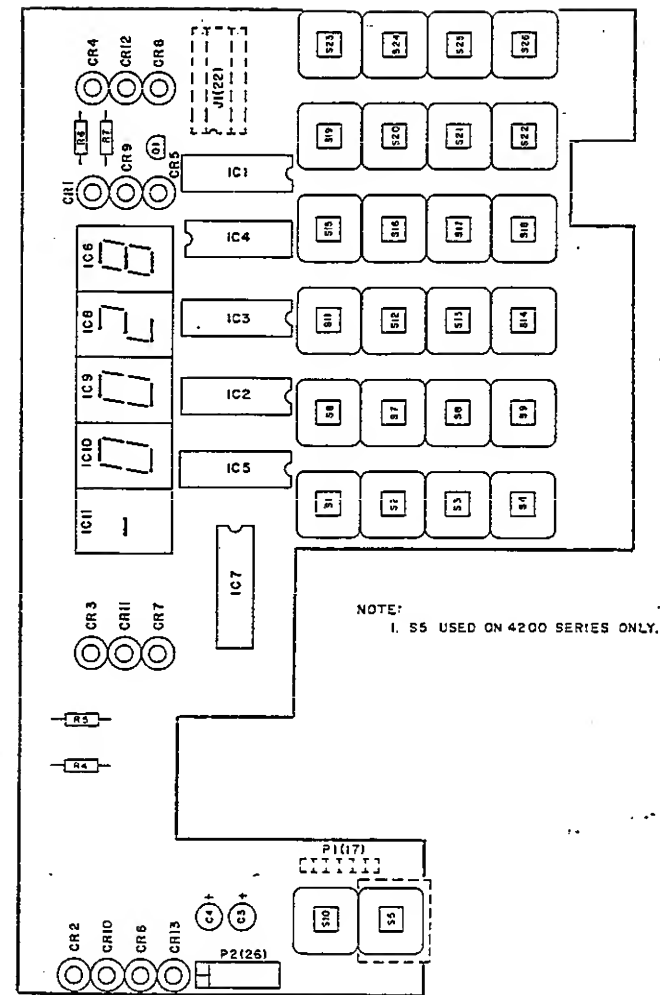 CR4 CR12 CR8
J1(22)
S23 S24 S25 S26
R6 R7
Q1
S19 S20 S21 S22
CR1 CR9 CR5
IC1
IC6
IC4
S15 S16 S17 S18
IC8
IC3
S11 S12 S13 S14
IC9
IC2
S6 S7 S8 S9
IC10
IC5
S1 S2 S3 S4
IC11
IC7
NOTE:
1. S5 USED ON 4200 SERIES ONLY.
CR3 CR11 CR7
R5
R4
P1(17)
C4 + C3 +
S10 S5
CR2 CR10 CR6 CR13
P2(26)